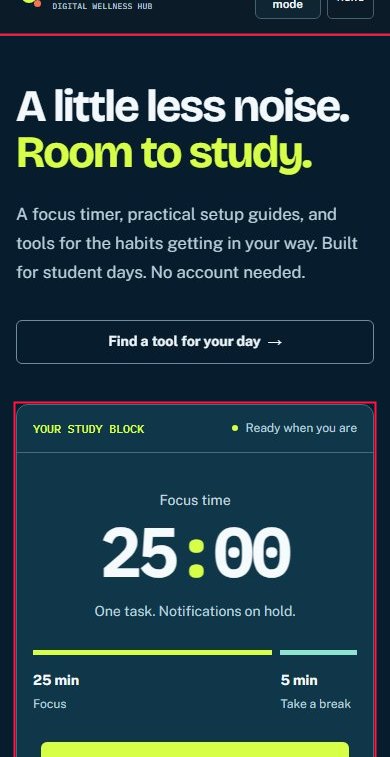 DIGITAL WELLNESS HUB
mode
A little less noise.
Room to study.
A focus timer, practical setup guides, and
tools for the habits getting in your way. Built
for student days. No account needed.
Find a tool for your day →
YOUR STUDY BLOCK
Ready when you are
Focus time
25:00
One task. Notifications on hold.
25 min
5 min
Focus
Take a break